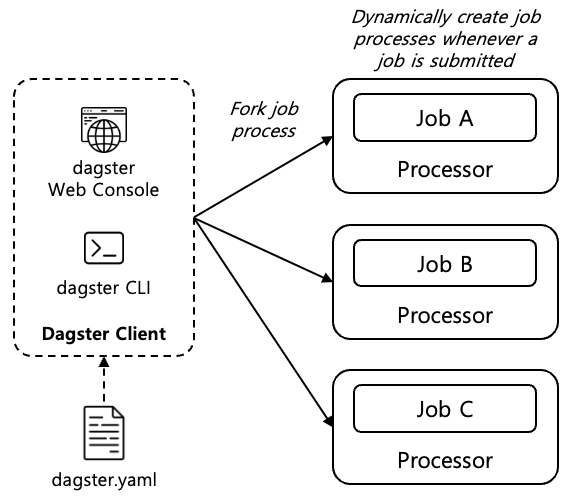 Dynamically create job
processes whenever a
job is submitted
Fork job
process
dagster
Web Console
dagster CLI
Dagster Client
dagster.yaml
Job A
Processor
Job B
Processor
Job C
Processor